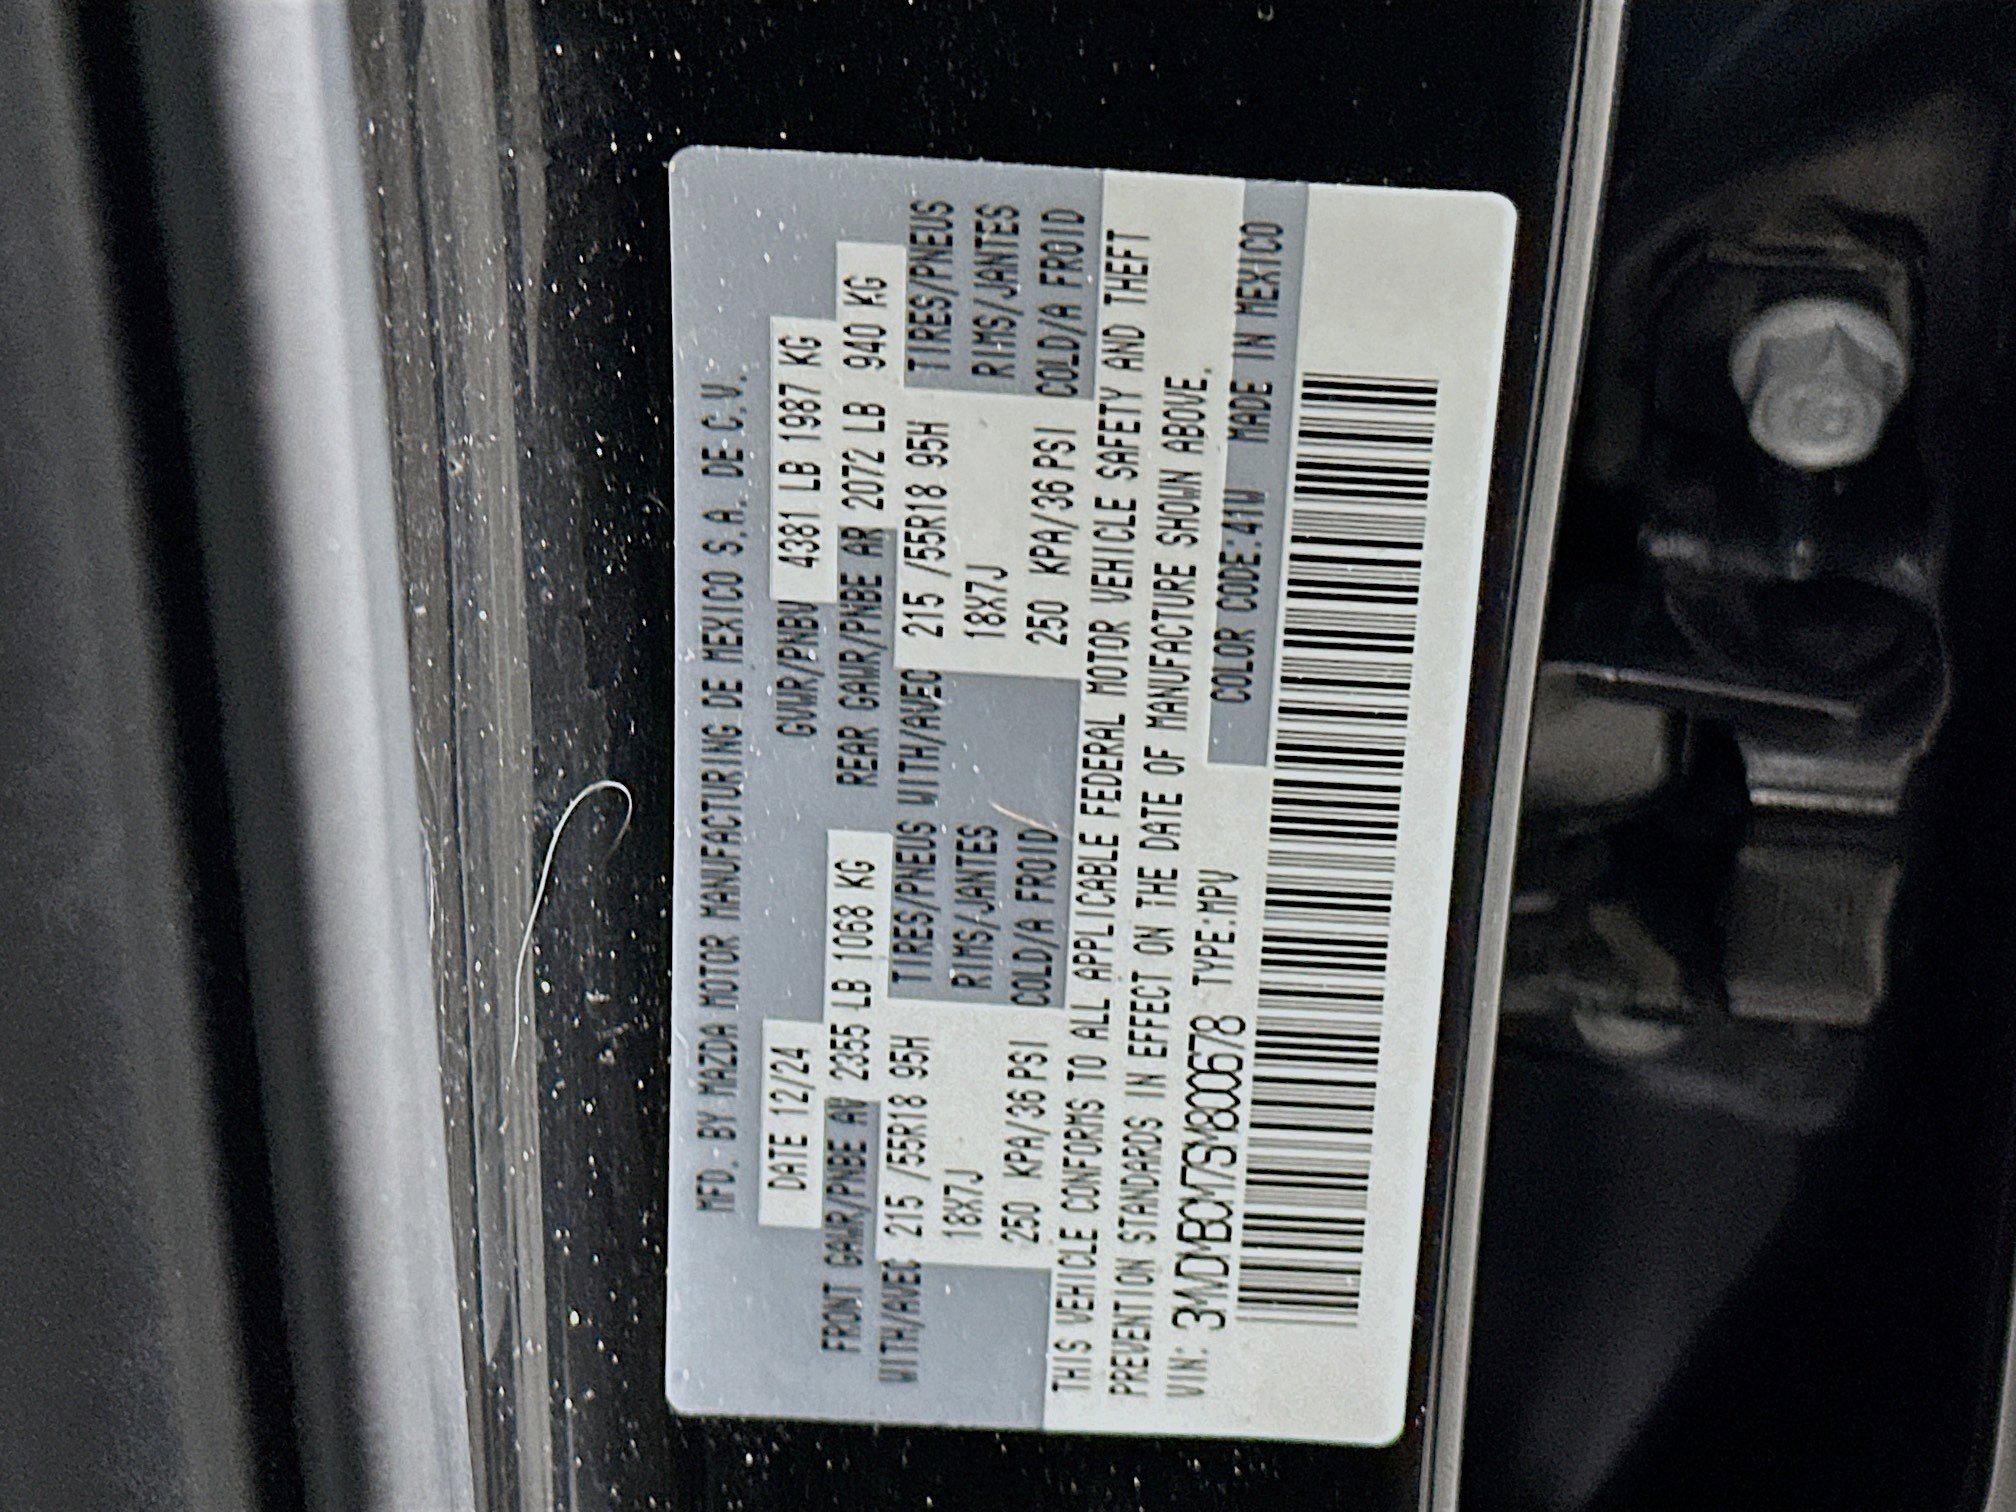 MFD. BY MAZDA MOTOR MANUFACTURING DE MEXICO S.A. DE C.V.
DATE 12/24 GVWR/PNBV 4381 LB 1987 KG
FRONT GAWR/PNBE AV 2355 LB 1068 KG REAR GAWR/PNBE AR 2072 LB 940 KG
WITH/AVEC 215 /55R18 95H TIRES/PNEUS WITH/AVEC 215 /55R18 95H TIRES/PNEUS
18X7J RIMS/JANTES 18X7J RIMS/JANTES
250 KPA/36 PSI COLD/A FROID 250 KPA/36 PSI COLD/A FROID
THIS VEHICLE CONFORMS TO ALL APPLICABLE FEDERAL MOTOR VEHICLE SAFETY AND THEFT
PREVENTION STANDARDS IN EFFECT ON THE DATE OF MANUFACTURE SHOWN ABOVE.
VIN: 3MVDMBCM7SM800678 TYPE:MPV COLOR CODE:41W MADE IN MEXICO